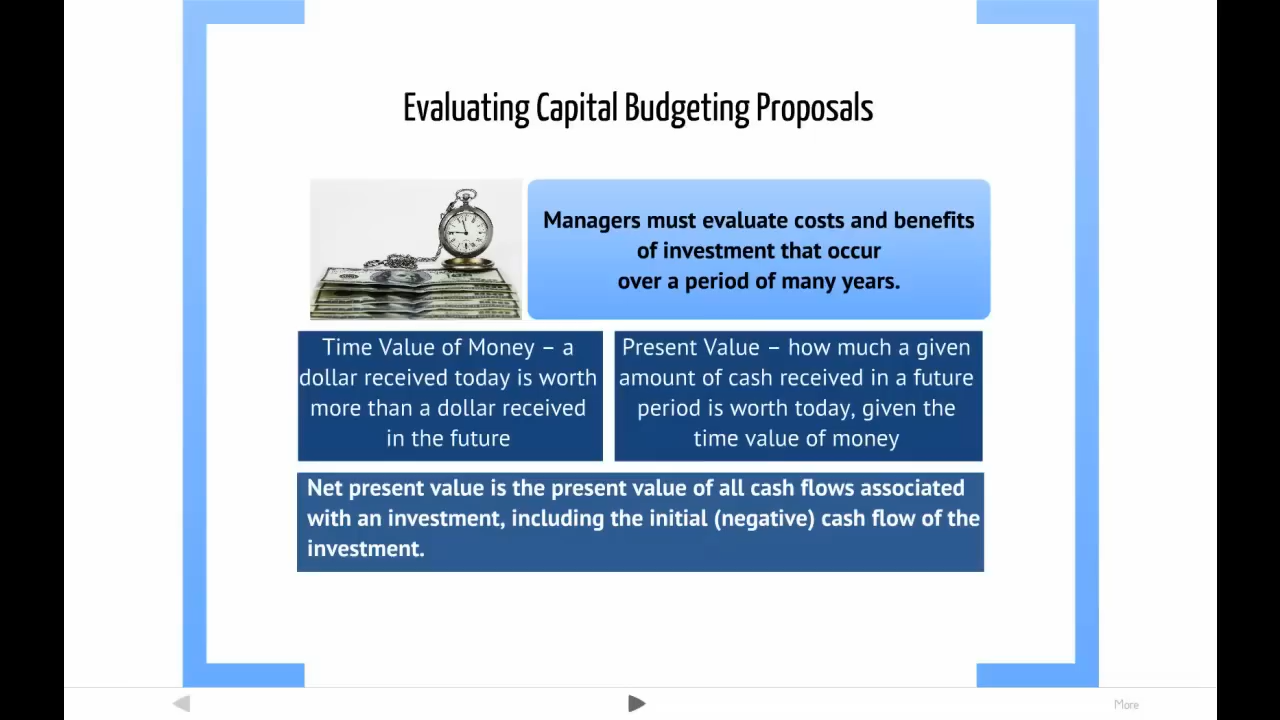 Evaluating Capital Budgeting Proposals
Managers must evaluate costs and benefits
of investment that occur
over a period of many years.
Time Value of Money – a
dollar received today is worth
more than a dollar received
in the future
Present Value – how much a given
amount of cash received in a future
period is worth today, given the
time value of money
Net present value is the present value of all cash flows associated
with an investment, including the initial (negative) cash flow of the
investment.
More